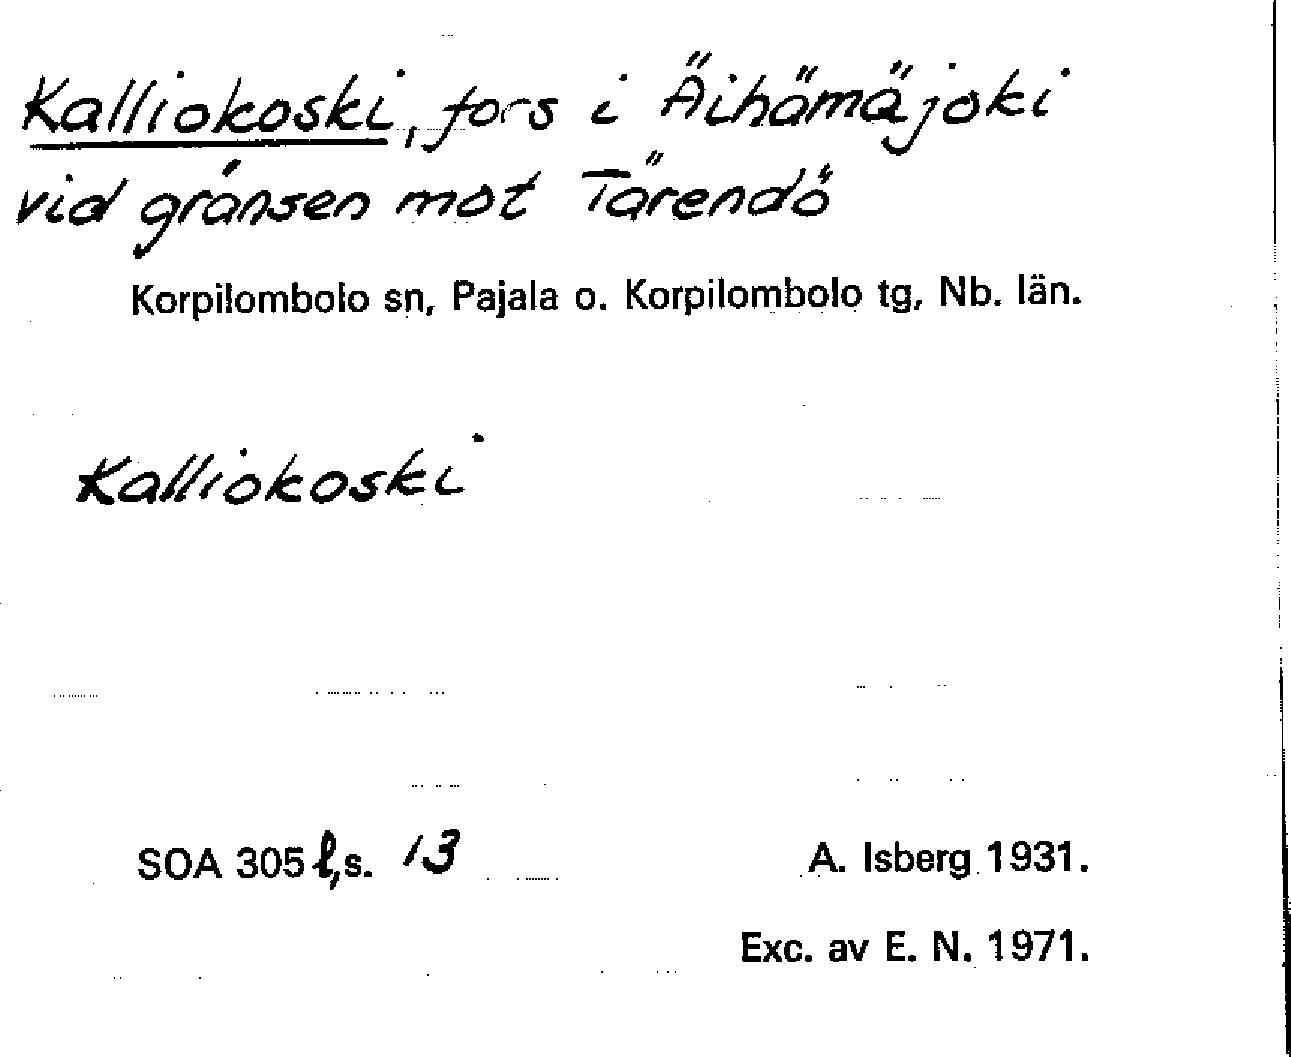 Kalliokoski, fors i Äihämäjoki
vid gränsen mot Tärendö
Korpilombolo sn, Pajala o. Korpilombolo tg, Nb. län.
Kalliokoski
SOA 305 l, s. 13
A. Isberg 1931.
Exc. av E. N. 1971.